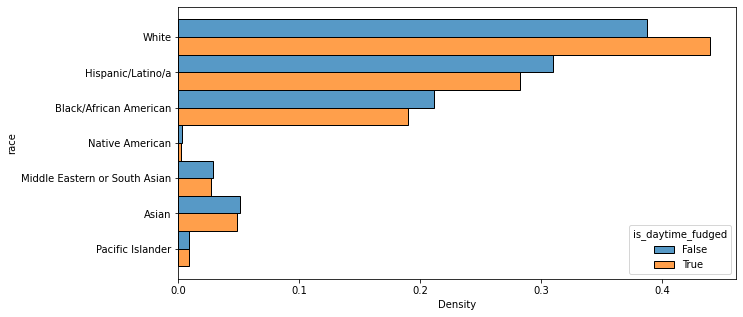 White
Hispanic/Latino/a
Black/African American
Native American
Middle Eastern or South Asian
Asian
Pacific Islander
race
is_daytime_fudged
False
True
0.0 0.1 0.2 0.3 0.4
Density